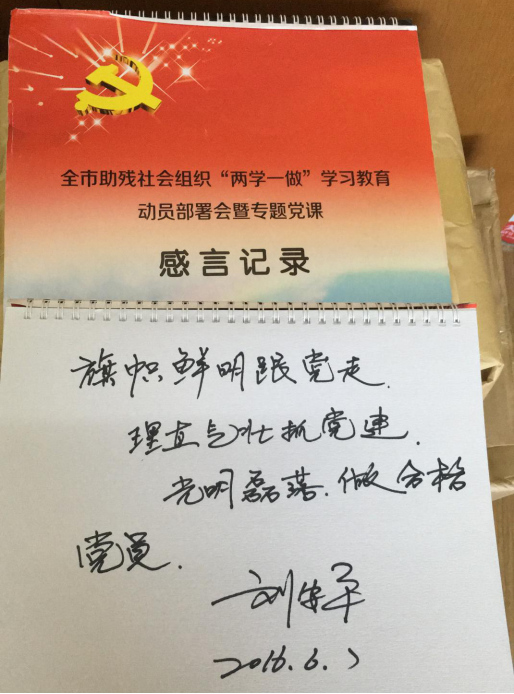 全市助残社会组织“两学一做”学习教育
动员部署会暨专题党课
感言记录
旗帜鲜明跟党走.
理直气壮抓党建.
光明磊落.做合格
党员.
刘
2016.6.